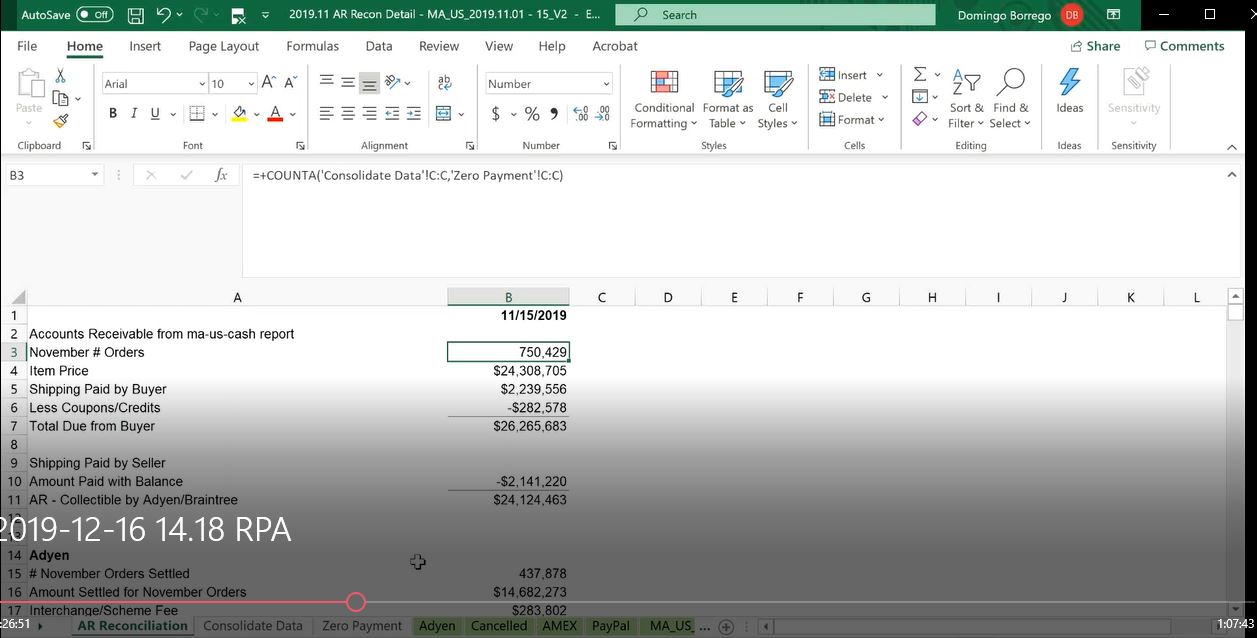 AutoSave Off 2019.11 AR Recon Detail - MA_US_2019.11.01 - 15_V2 - E... Search Domingo Borrego DB
File Home Insert Page Layout Formulas Data Review View Help Acrobat Share Comments
Paste Arial 10 A A ab Number Conditional Formatting Format as Table Cell Styles Insert Delete Format Sort & Filter Find & Select Ideas Sensitivity
B I U A $ % 9 .00 .00
Clipboard Font Alignment Number Styles Cells Editing Ideas Sensitivity
B3 fx =+COUNTA('Consolidate Data'!C:C,'Zero Payment'!C:C)
A B C D E F G H I J K L
1 11/15/2019
2 Accounts Receivable from ma-us-cash report
3 November # Orders 750,429
4 Item Price $24,308,705
5 Shipping Paid by Buyer $2,239,556
6 Less Coupons/Credits -$282,578
7 Total Due from Buyer $26,265,683
8
9 Shipping Paid by Seller
10 Amount Paid with Balance -$2,141,220
11 AR - Collectible by Adyen/Braintree $24,124,463
2019-12-16 14.18 RPA
14 Adyen
15 # November Orders Settled 437,878
16 Amount Settled for November Orders $14,682,273
17 Interchange/Scheme Fee $283,802
:26:51 AR Reconciliation Consolidate Data Zero Payment Adyen Cancelled AMEX PayPal MA_US_ ... 1:07:43